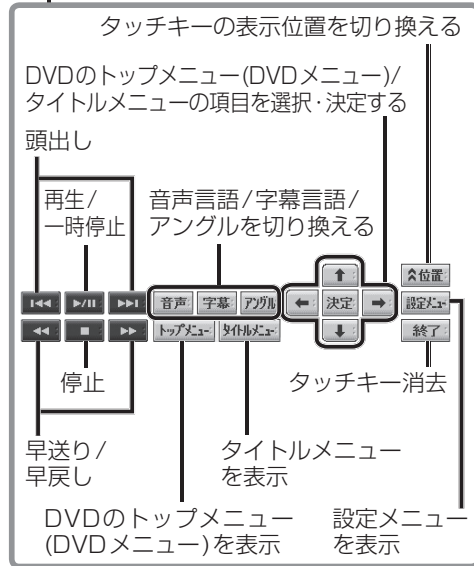 タッチキーの表示位置を切り換える
DVDのトップメニュー(DVDメニュー)/
タイトルメニューの項目を選択・決定する
頭出し
再生/
一時停止
音声言語/字幕言語/
アングルを切り換える
位置
音声 字幕 アングル 決定 設定メニュー
トップメニュー タイトルメニュー 終了
停止
タッチキー消去
早送り/
早戻し
タイトルメニュー
を表示
DVDのトップメニュー
(DVDメニュー)を表示
設定メニュー
を表示